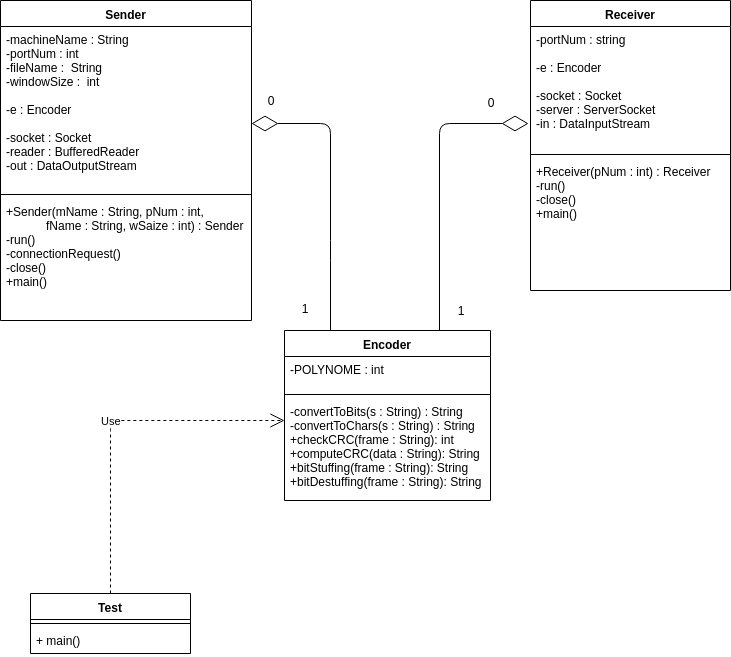 Sender
-machineName : String
-portNum : int
-fileName :  String
-windowSize :  int
-e : Encoder
-socket : Socket
-reader : BufferedReader
-out : DataOutputStream
+Sender(mName : String, pNum : int,
fName : String, wSaize : int) : Sender
-run()
-connectionRequest()
-close()
+main()
0
1
Receiver
-portNum : string
-e : Encoder
-socket : Socket
-server : ServerSocket
-in : DataInputStream
+Receiver(pNum : int) : Receiver
-run()
-close()
+main()
0
1
Encoder
-POLYNOME : int
-convertToBits(s : String) : String
-convertToChars(s : String) : String
+checkCRC(frame : String): int
+computeCRC(data : String): String
+bitStuffing(frame : String): String
+bitDestuffing(frame : String): String
Use
Test
+ main()